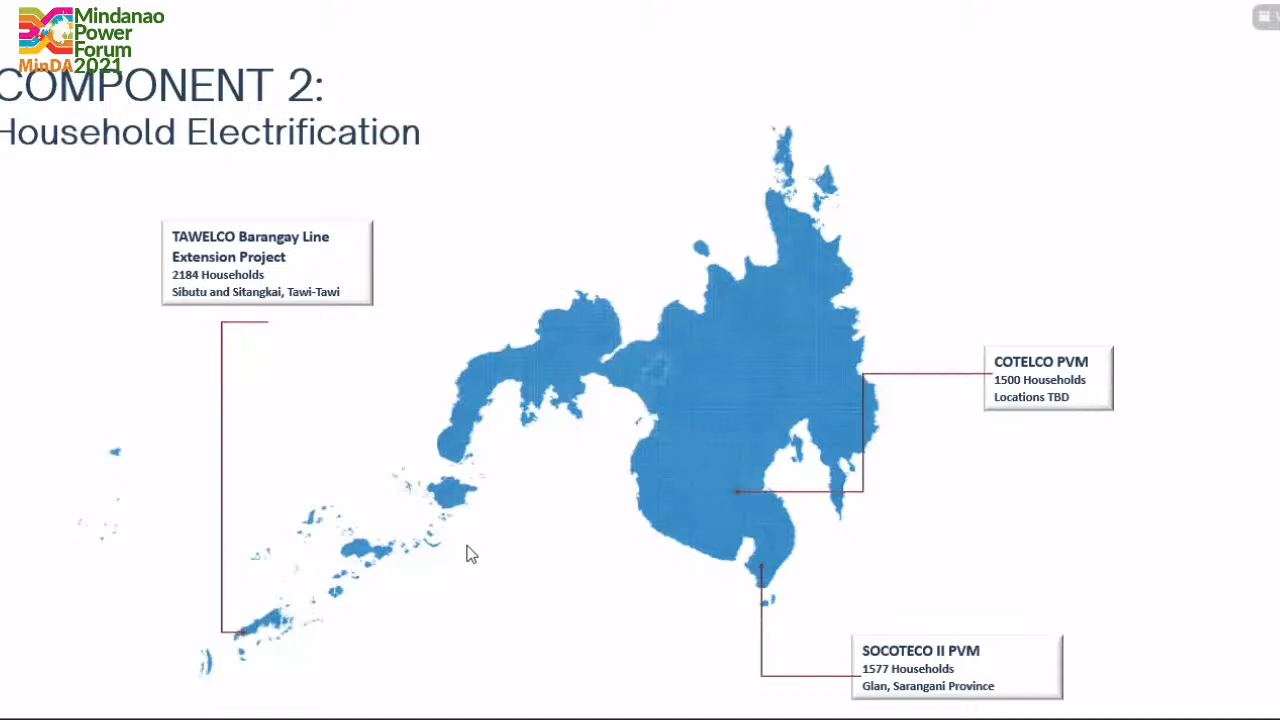 Mindanao
Power
Forum
MinDA 2021
COMPONENT 2:
Household Electrification
TAWELCO Barangay Line
Extension Project
2184 Households
Sibutu and Sitangkai, Tawi-Tawi
COTELCO PVM
1500 Households
Locations TBD
SOCOTECO II PVM
1577 Households
Glan, Sarangani Province